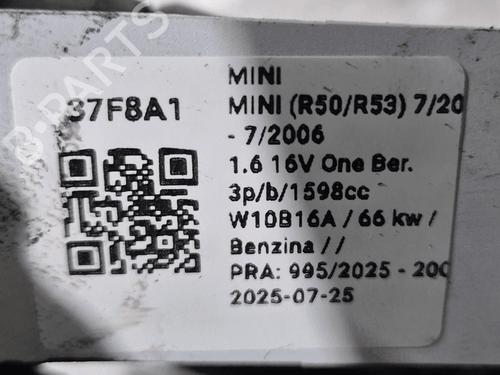 B-PARTS
37F8A1
MINI
MINI (R50/R53) 7/20
- 7/2006
1.6 16V One Ber.
3p/b/1598cc
W10B16A / 66 kw /
Benzina / /
PRA: 995/2025 - 200
2025-07-25